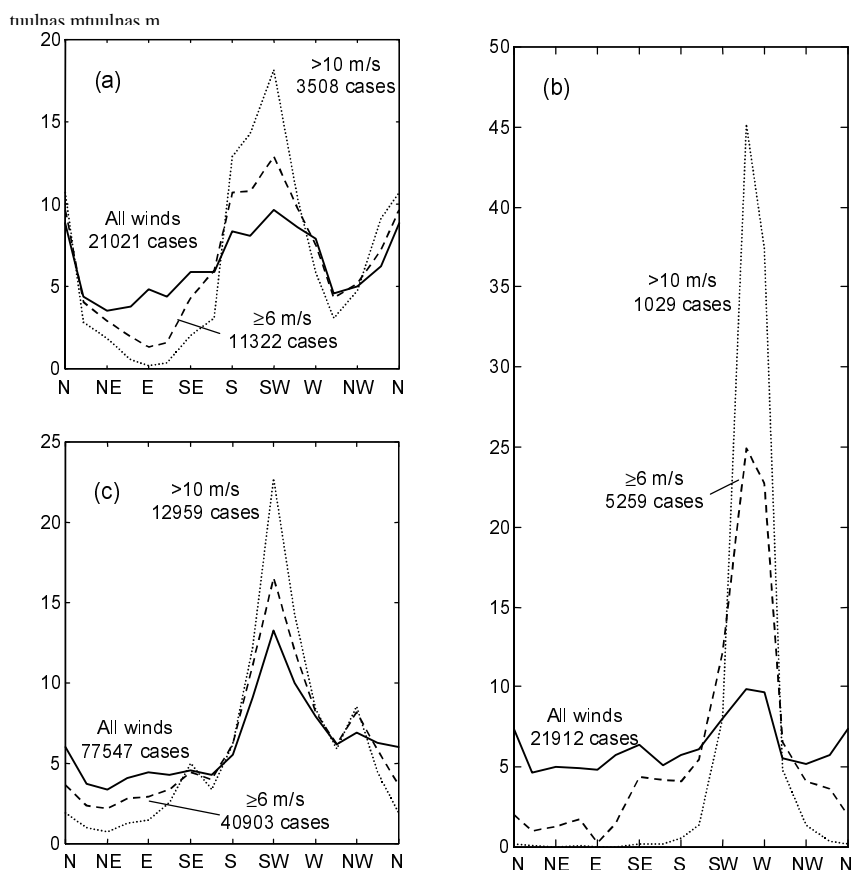 tuulnas mtuulnas m
20
15
10
5
0
(a)
>10 m/s
3508 cases
All winds
21021 cases
≥6 m/s
11322 cases
N NE E SE S SW W NW N
50
45
40
35
30
25
20
15
10
5
0
(b)
>10 m/s
1029 cases
≥6 m/s
5259 cases
All winds
21912 cases
N NE E SE S SW W NW N
25
20
15
10
5
0
(c)
>10 m/s
12959 cases
All winds
77547 cases
≥6 m/s
40903 cases
N NE E SE S SW W NW N